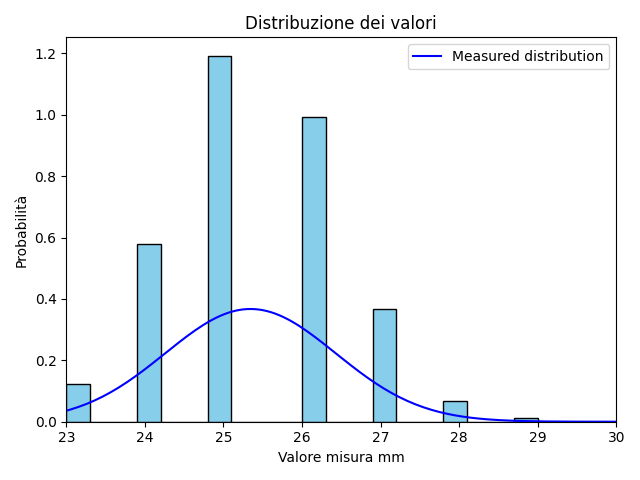 Distribuzione dei valori
Measured distribution
Probabilità
1.2
1.0
0.8
0.6
0.4
0.2
0.0
23 24 25 26 27 28 29 30
Valore misura mm